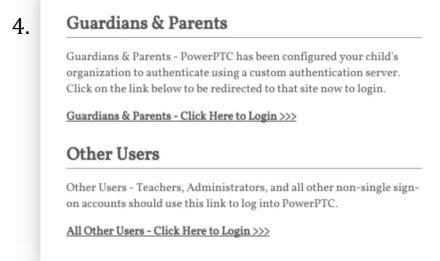 4.
Guardians & Parents
Guardians & Parents - PowerPTC has been configured your child's
organization to authenticate using a custom authentication server.
Click on the link below to be redirected to that site now to login.
Guardians & Parents - Click Here to Login >>>
Other Users
Other Users - Teachers, Administrators, and all other non-single sign-
on accounts should use this link to log into PowerPTC.
All Other Users - Click Here to Login >>>